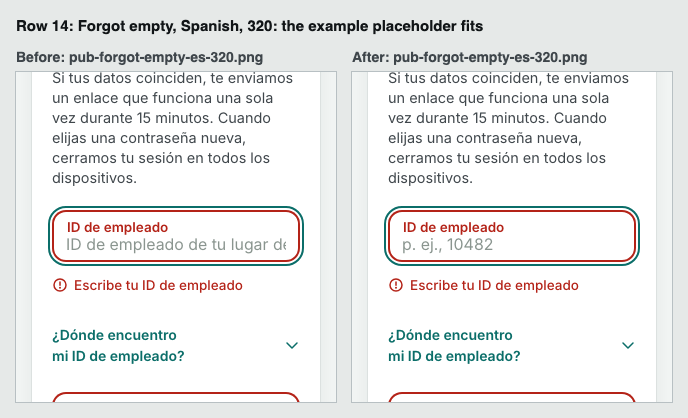 Row 14: Forgot empty, Spanish, 320: the example placeholder fits
Before: pub-forgot-empty-es-320.png
Si tus datos coinciden, te enviamos
un enlace que funciona una sola
vez durante 15 minutos. Cuando
elijas una contraseña nueva,
cerramos tu sesión en todos los
dispositivos.
ID de empleado
ID de empleado de tu lugar de
Escribe tu ID de empleado
¿Dónde encuentro
mi ID de empleado?
After: pub-forgot-empty-es-320.png
Si tus datos coinciden, te enviamos
un enlace que funciona una sola
vez durante 15 minutos. Cuando
elijas una contraseña nueva,
cerramos tu sesión en todos los
dispositivos.
ID de empleado
p. ej., 10482
Escribe tu ID de empleado
¿Dónde encuentro
mi ID de empleado?